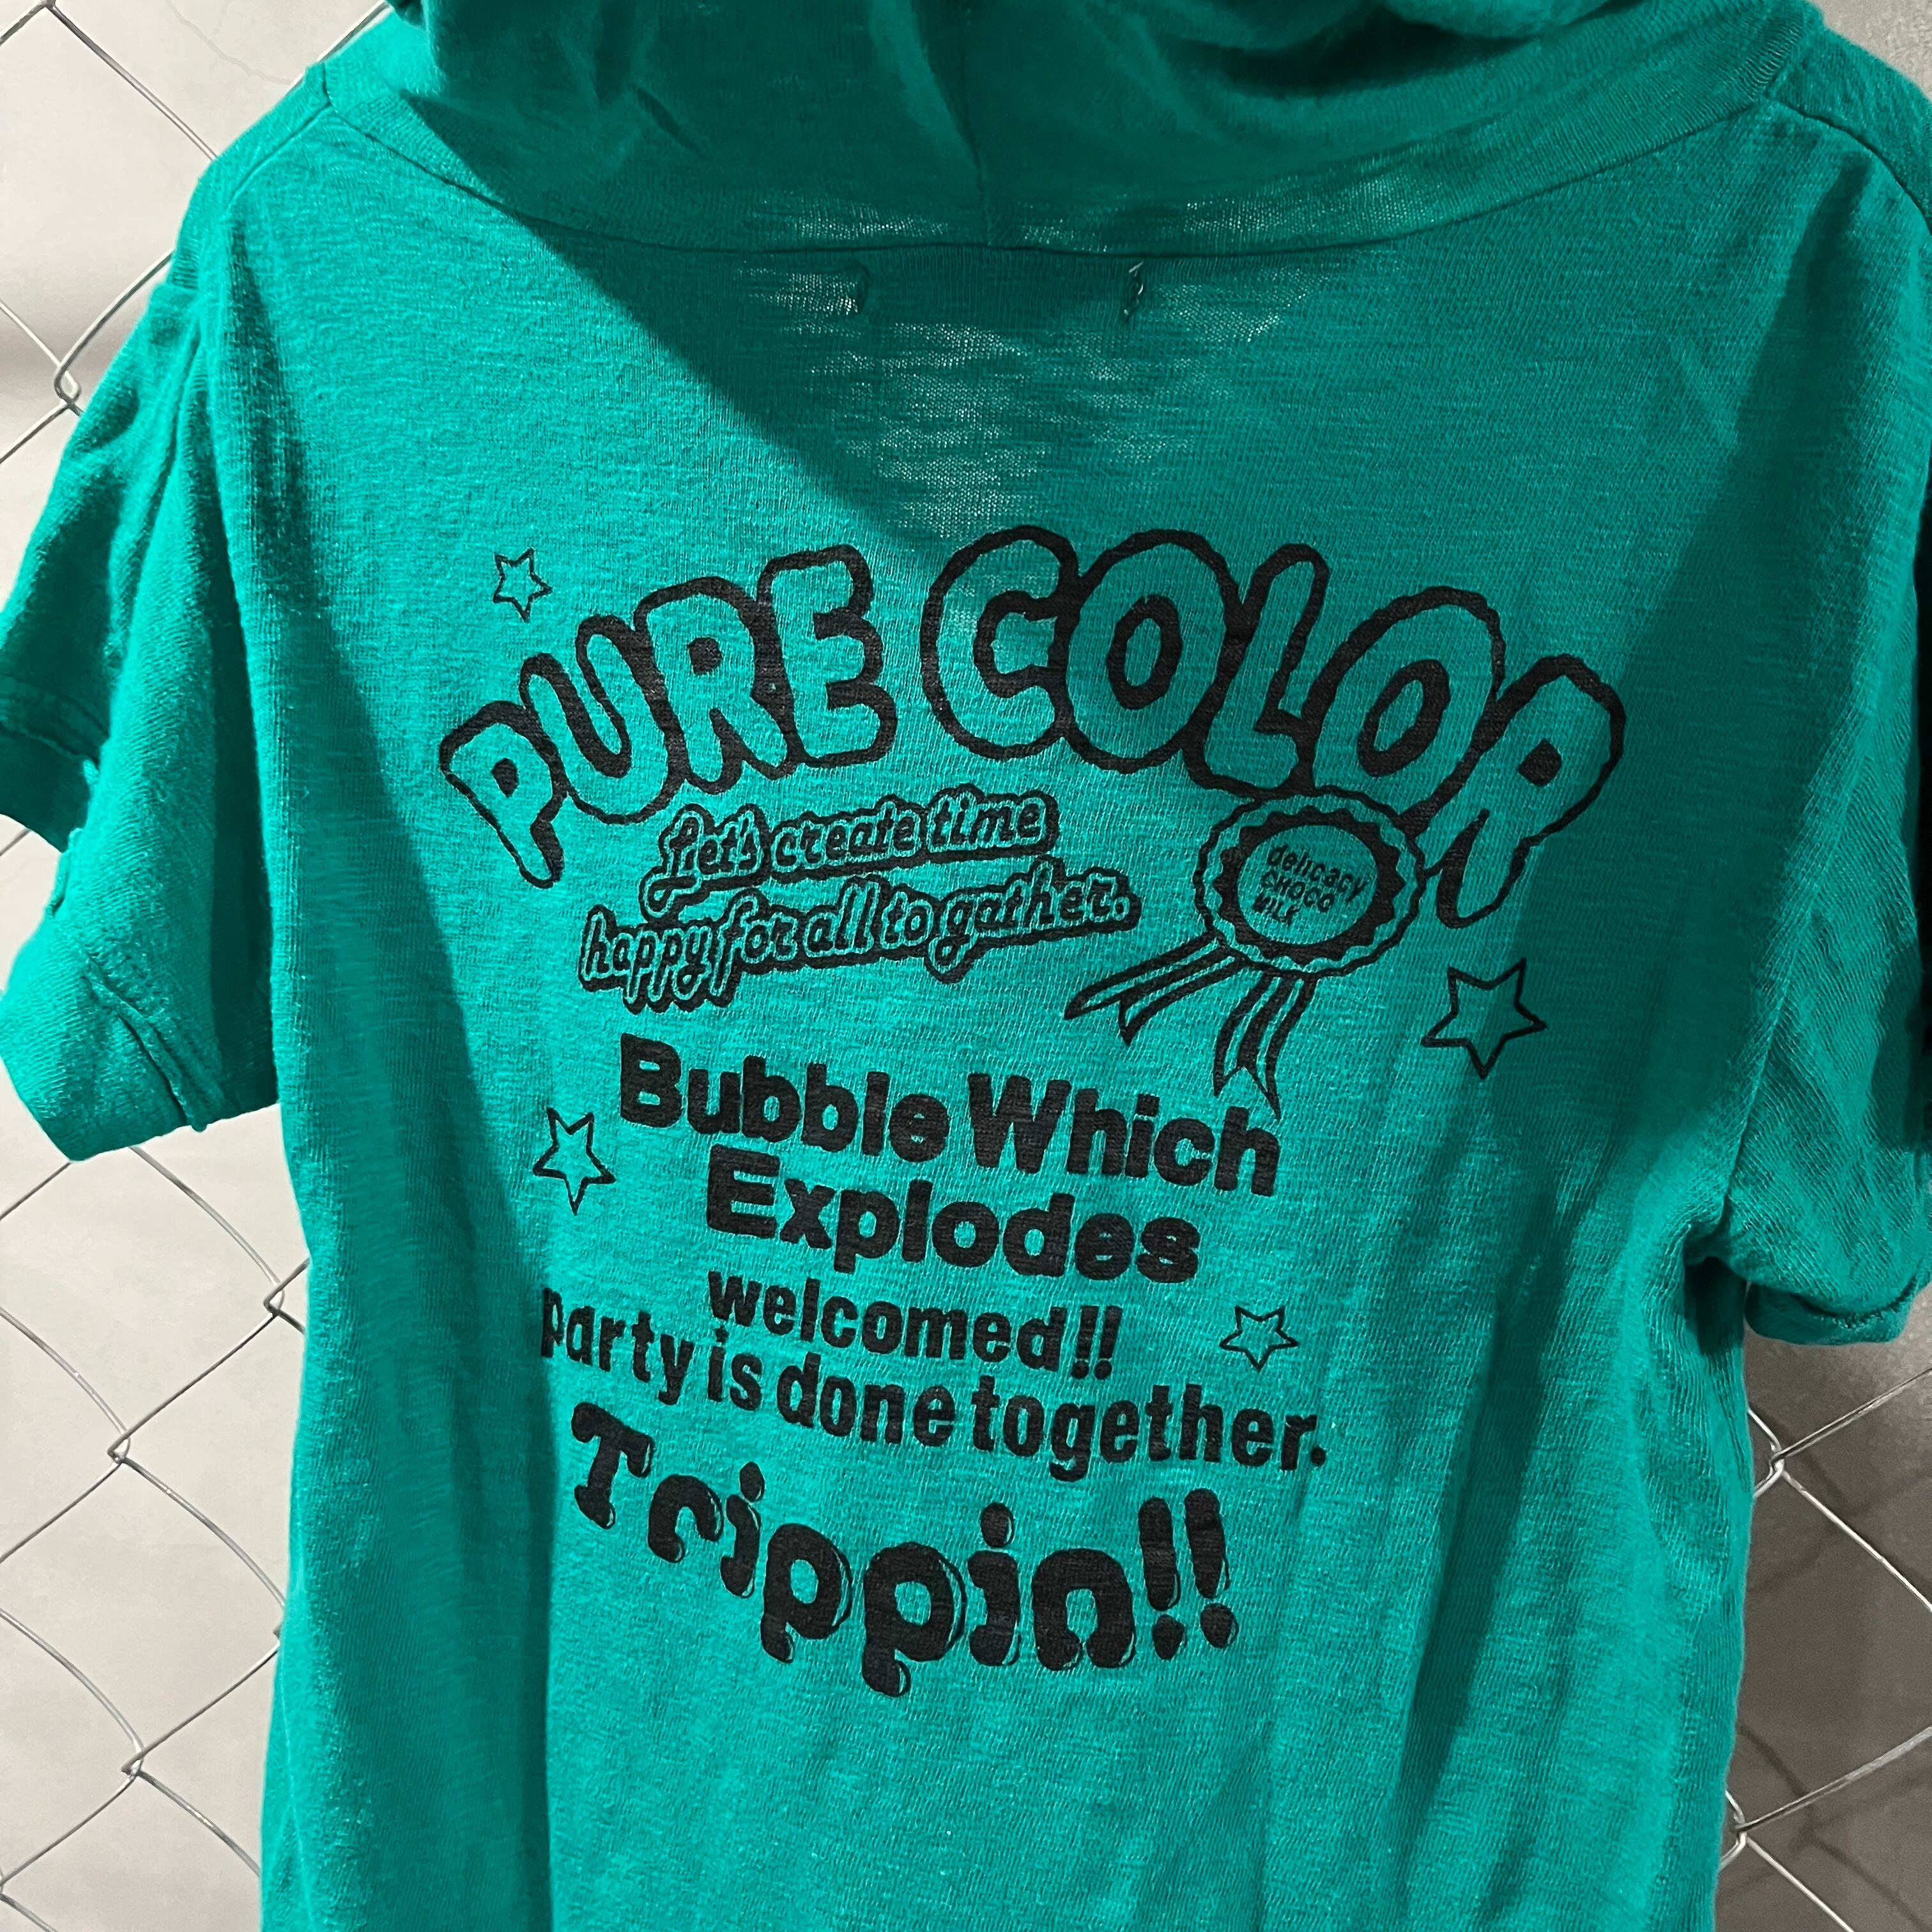 PURE COLOR
Let's create time
happy for all to gather.
delicacy
CHOCO
MILK
Bubble Which
Explodes
welcomed!!
party is done together.
Trippin!!